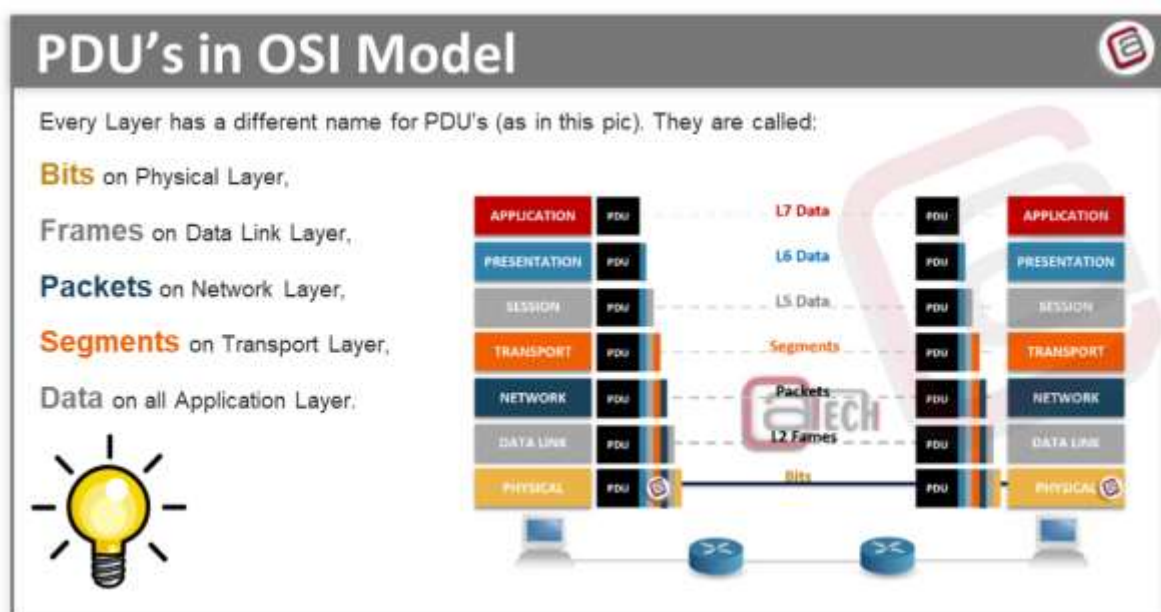 PDU's in OSI Model
Every Layer has a different name for PDU's (as in this pic). They are called:
Bits on Physical Layer,
Frames on Data Link Layer,
Packets on Network Layer,
Segments on Transport Layer,
Data on all Application Layer.
APPLICATION PDU L7 Data PDU APPLICATION
PRESENTATION PDU L6 Data PDU PRESENTATION
SESSION PDU L5 Data PDU SESSION
TRANSPORT PDU Segments PDU TRANSPORT
NETWORK PDU Packets PDU NETWORK
DATA LINK PDU L2 Fames PDU DATA LINK
PHYSICAL PDU Bits PDU PHYSICAL